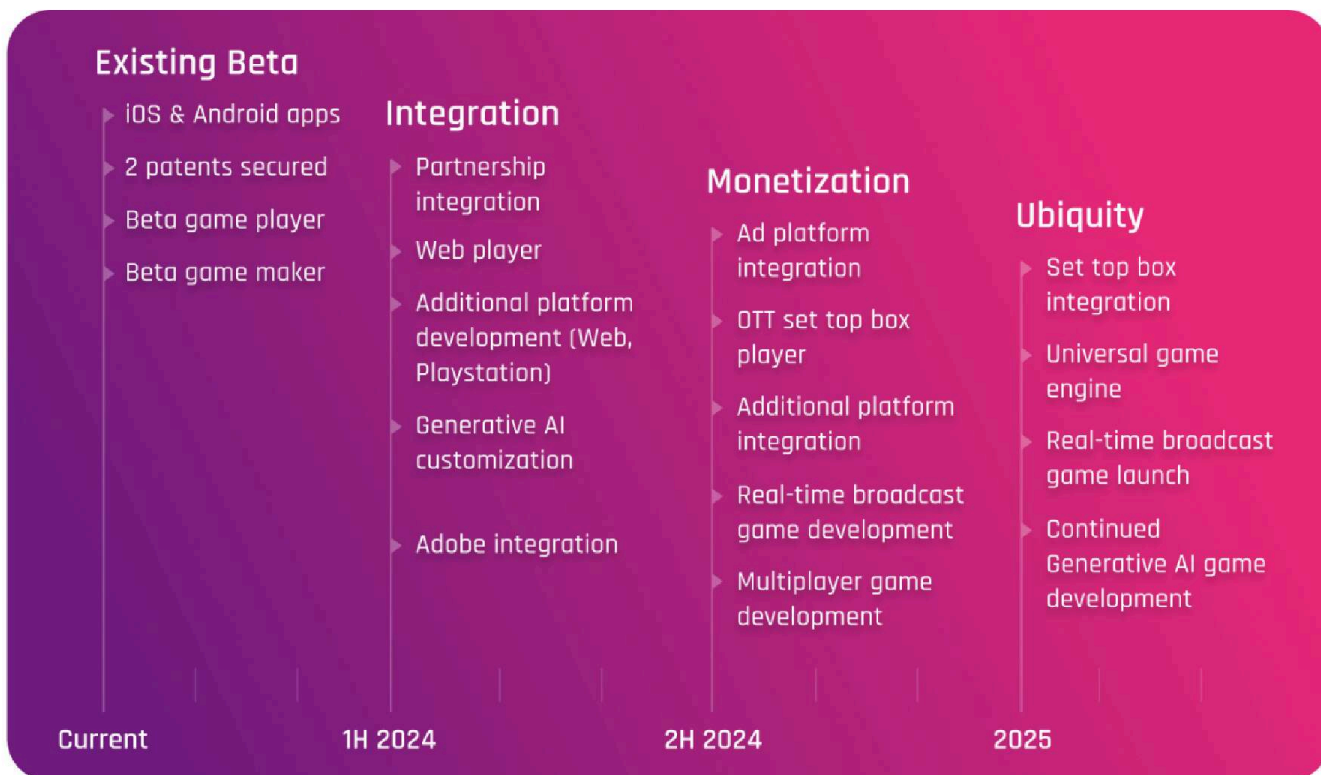 Existing Beta
iOS & Android apps
2 patents secured
Beta game player
Beta game maker
Integration
Partnership
integration
Web player
Additional platform
development (Web,
Playstation)
Generative AI
customization
Adobe integration
Monetization
Ad platform
integration
OTT set top box
player
Additional platform
integration
Real-time broadcast
game development
Multiplayer game
development
Ubiquity
Set top box
integration
Universal game
engine
Real-time broadcast
game launch
Continued
Generative AI game
development
Current
1H 2024
2H 2024
2025